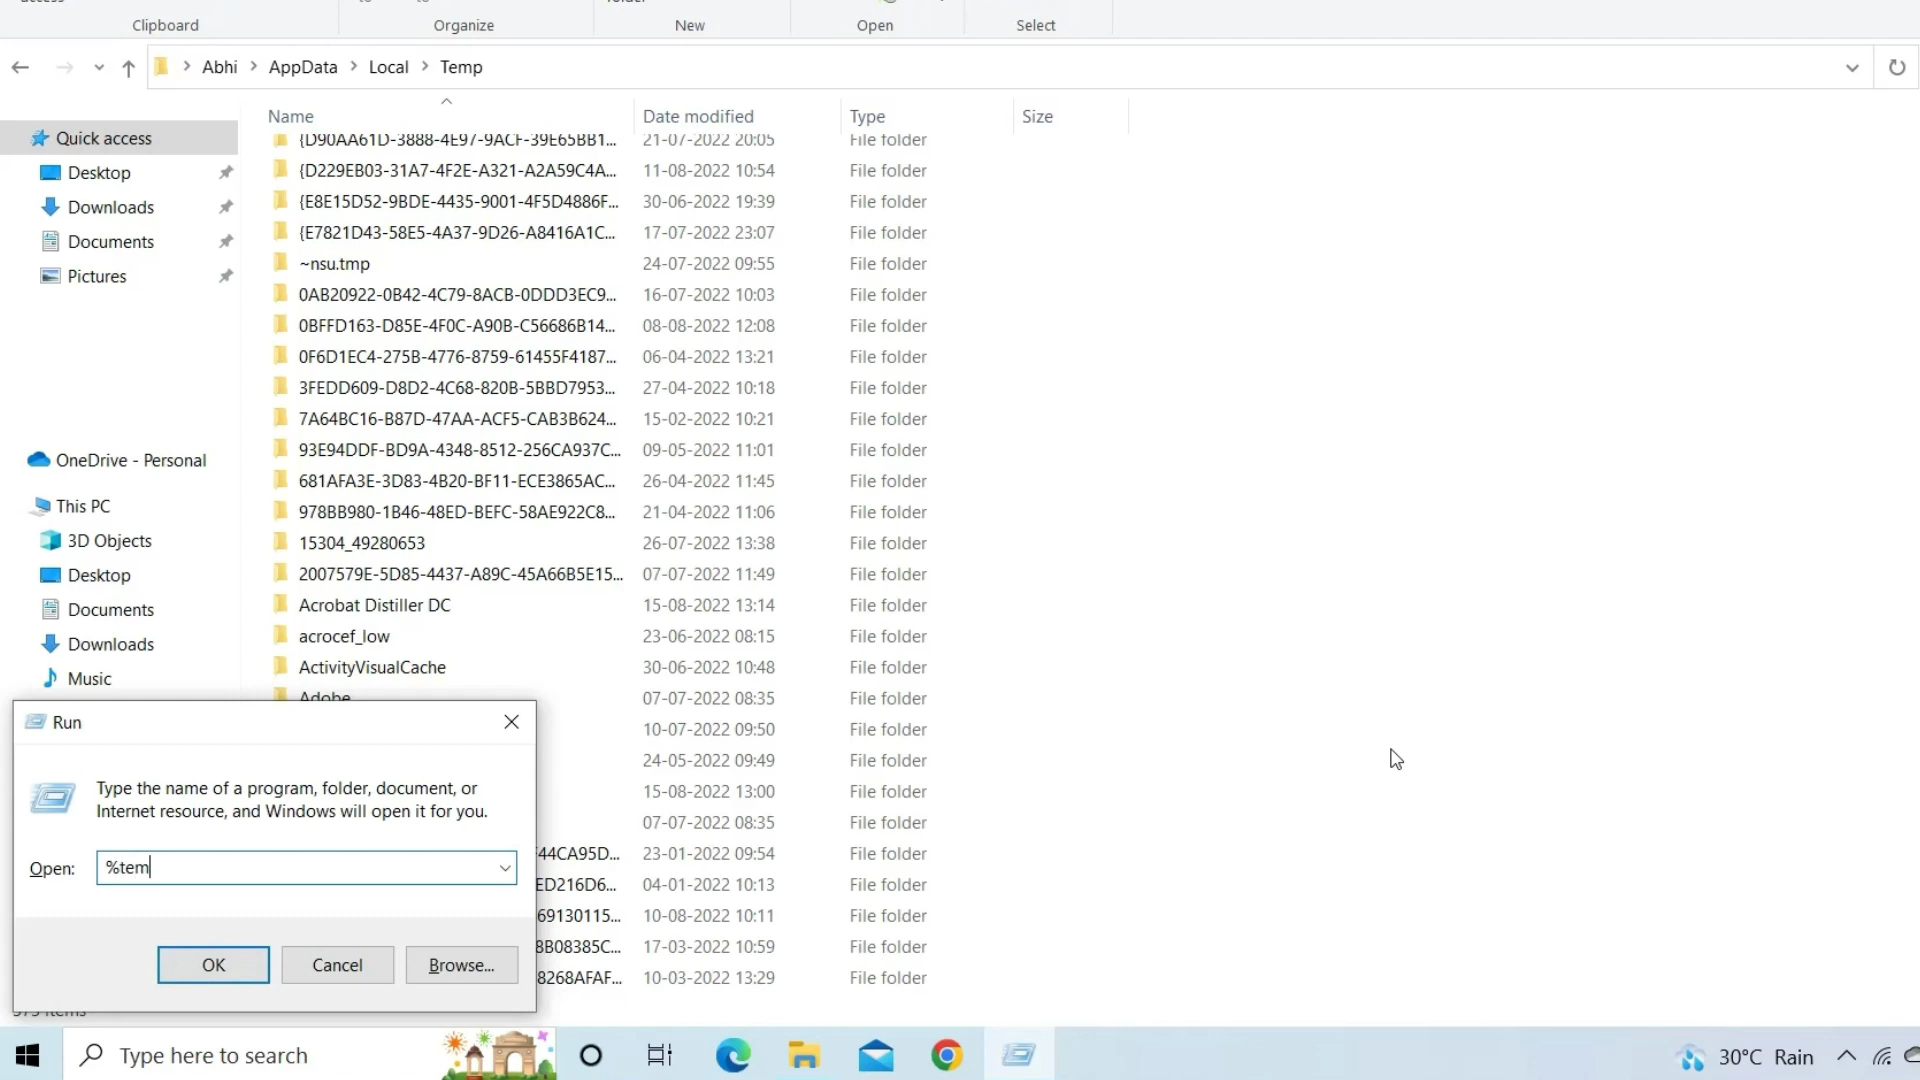 Clipboard
Organize
New
Open
Select
Abhi
AppData
Local
Temp
Name
Date modified
Type
Size
Quick access
Desktop
Downloads
Documents
Pictures
OneDrive - Personal
This PC
3D Objects
Desktop
Documents
Downloads
Music
{D90AA61D-3888-4E97-9ACF-39E65BB1... 21-07-2022 20:05 File folder
{D229EB03-31A7-4F2E-A321-A2A59C4A... 11-08-2022 10:54 File folder
{E8E15D52-9BDE-4435-9001-4F5D4886F... 30-06-2022 19:39 File folder
{E7821D43-58E5-4A37-9D26-A8416A1C... 17-07-2022 23:07 File folder
~nsu.tmp 24-07-2022 09:55 File folder
0AB20922-0B42-4C79-8ACB-0DDD3EC9... 16-07-2022 10:03 File folder
0BFFD163-D85E-4F0C-A90B-C56686B14... 08-08-2022 12:08 File folder
0F6D1EC4-275B-4776-8759-61455F4187... 06-04-2022 13:21 File folder
3FEDD609-D8D2-4C68-820B-5BBD7953... 27-04-2022 10:18 File folder
7A64BC16-B87D-47AA-ACF5-CAB3B624... 15-02-2022 10:21 File folder
93E94DDF-BD9A-4348-8512-256CA937C... 09-05-2022 11:01 File folder
681AFA3E-3D83-4B20-BF11-ECE3865AC... 26-04-2022 11:45 File folder
978BB980-1B46-48ED-BEFC-58AE922C8... 21-04-2022 11:06 File folder
15304_49280653 26-07-2022 13:38 File folder
2007579E-5D85-4437-A89C-45A66B5E15... 07-07-2022 11:49 File folder
Acrobat Distiller DC 15-08-2022 13:14 File folder
acrocef_low 23-06-2022 08:15 File folder
ActivityVisualCache 30-06-2022 10:48 File folder
Adobe 07-07-2022 08:35 File folder
10-07-2022 09:50 File folder
24-05-2022 09:49 File folder
15-08-2022 13:00 File folder
07-07-2022 08:35 File folder
F44CA95D... 23-01-2022 09:54 File folder
ED216D6... 04-01-2022 10:13 File folder
69130115... 10-08-2022 10:11 File folder
8B08385C... 17-03-2022 10:59 File folder
8268AFAF... 10-03-2022 13:29 File folder
Run
Type the name of a program, folder, document, or
Internet resource, and Windows will open it for you.
Open: %tem
OK
Cancel
Browse...
Type here to search
30°C Rain